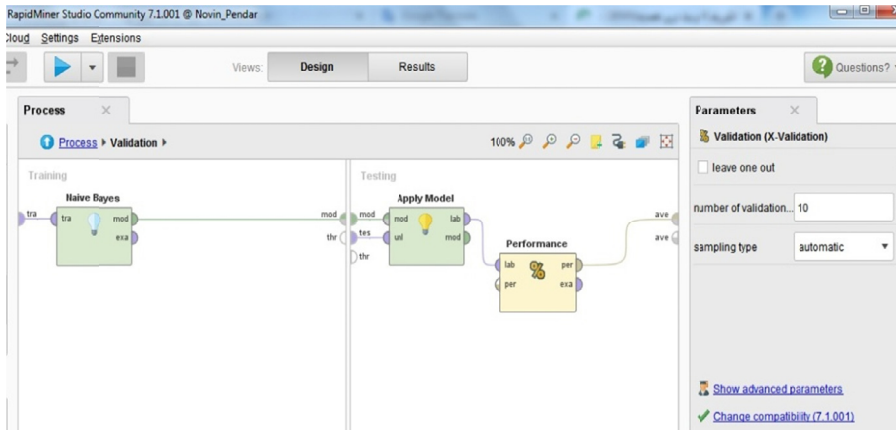 RapidMiner Studio Community 7.1.001 @ Novin_Pendar
Cloud Settings Extensions
Views: Design Results Questions?
Process Parameters
Process Validation 100% Validation (X-Validation)
leave one out
Training Testing
Naive Bayes Apply Model
tra tra mod mod mod mod lab ave
exa thr tes unl mod ave
thr
Performance
lab per
per exa
number of validation... 10
sampling type automatic
Show advanced parameters
Change compatibility (7.1.001)